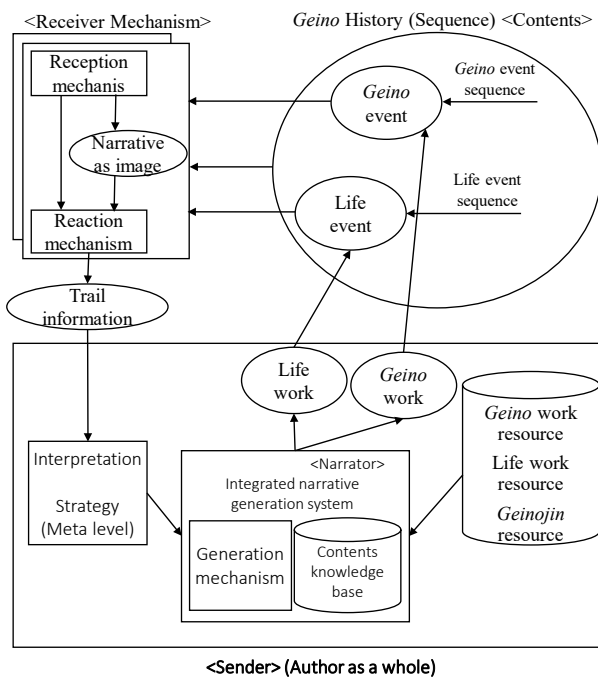 <Receiver Mechanism>
Geino History (Sequence) <Contents>
Reception
mechanis
Narrative
as image
Reaction
mechanism
Trail
information
Geino
event
Geino event
sequence
Life
event
Life event
sequence
Life
work
Geino
work
Geino work
resource
Life work
resource
Geinojin
resource
Interpretation
Strategy
(Meta level)
<Narrator>
Integrated narrative
generation system
Generation
mechanism
Contents
knowledge
base
<Sender> (Author as a whole)